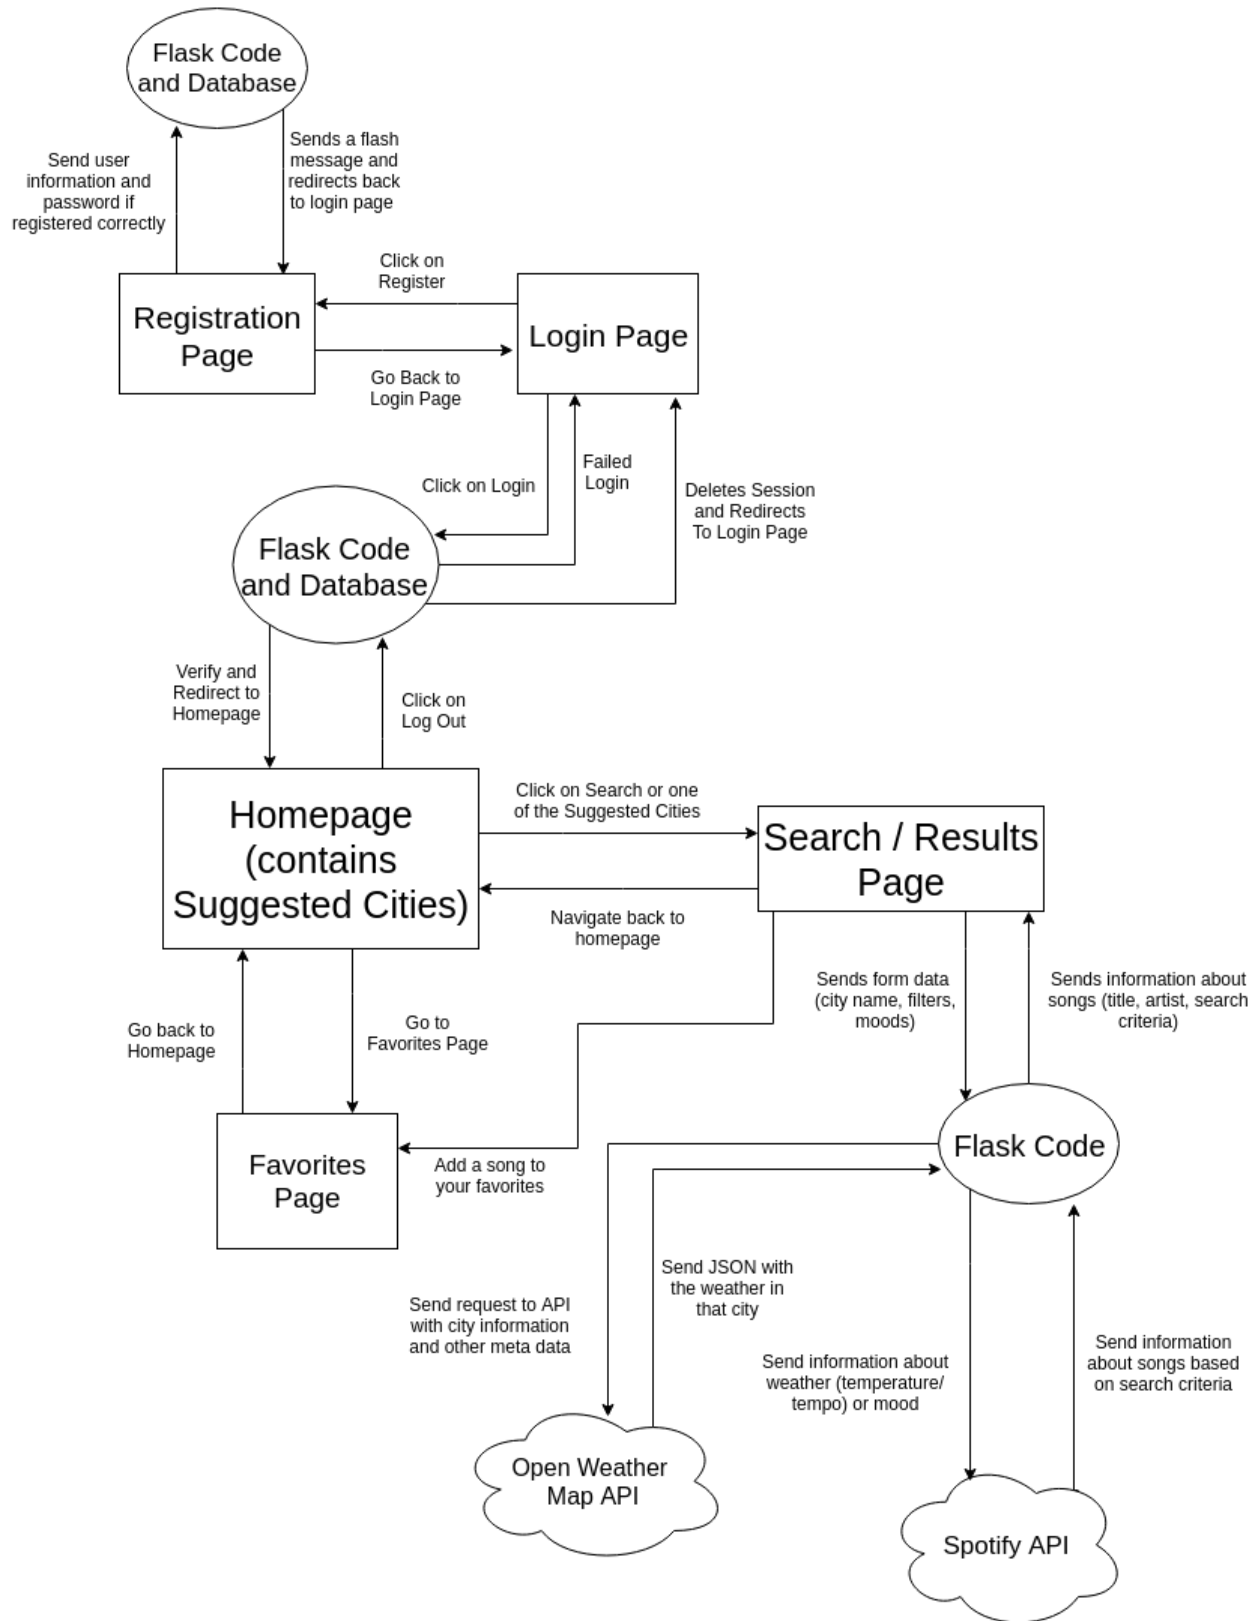 Flask Code
and Database
Send user
information and
password if
registered correctly
Sends a flash
message and
redirects back
to login page
Click on
Register
Registration
Page
Login Page
Go Back to
Login Page
Click on Login
Failed
Login
Deletes Session
and Redirects
To Login Page
Flask Code
and Database
Verify and
Redirect to
Homepage
Click on
Log Out
Homepage
(contains
Suggested Cities)
Click on Search or one
of the Suggested Cities
Search / Results
Page
Navigate back to
homepage
Sends form data
(city name, filters,
moods)
Sends information about
songs (title, artist, search
criteria)
Go back to
Homepage
Go to
Favorites Page
Favorites
Page
Add a song to
your favorites
Flask Code
Send JSON with
the weather in
that city
Send request to API
with city information
and other meta data
Send information about
weather (temperature/
tempo) or mood
Send information
about songs based
on search criteria
Open Weather
Map API
Spotify API